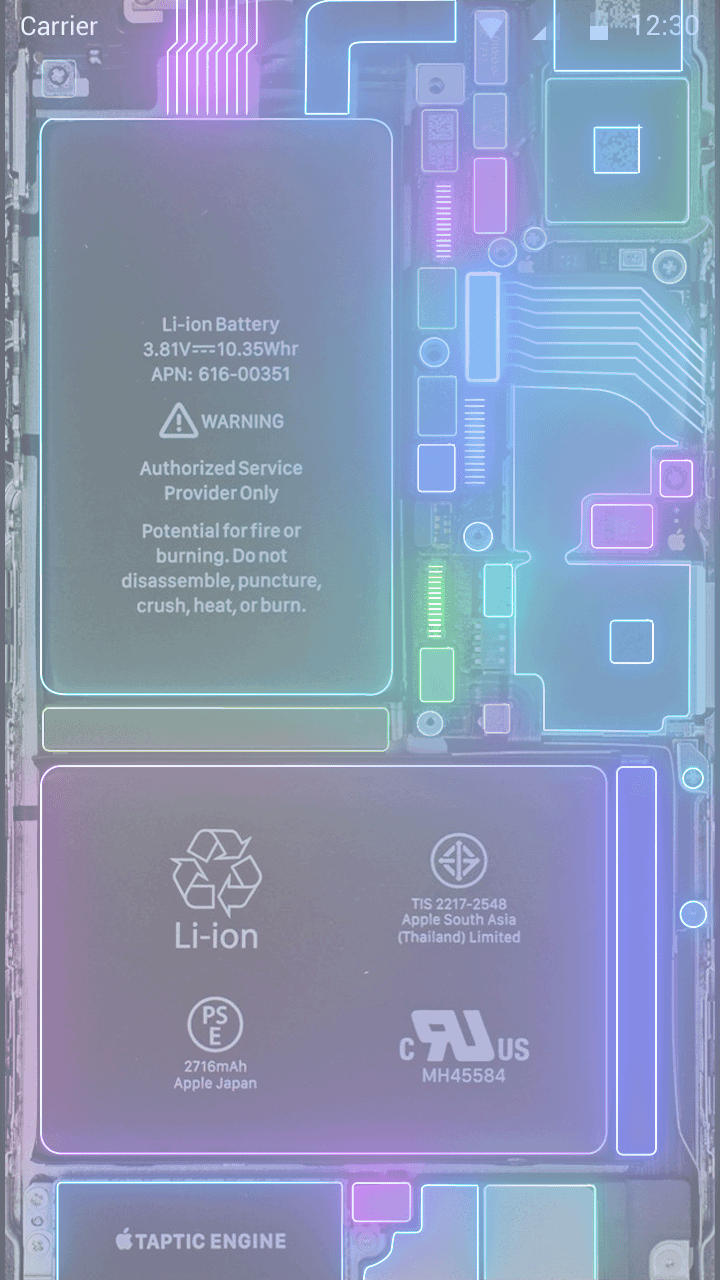 Carrier
12:30
Li-ion Battery
3.81V⎓10.35Whr
APN: 616-00351
WARNING
Authorized Service
Provider Only
Potential for fire or
burning. Do not
disassemble, puncture,
crush, heat, or burn.
Li-ion
TIS 2217-2548
Apple South Asia
(Thailand) Limited
PS
E
2716mAh
Apple Japan
c RU US
MH45584
TAPTIC ENGINE